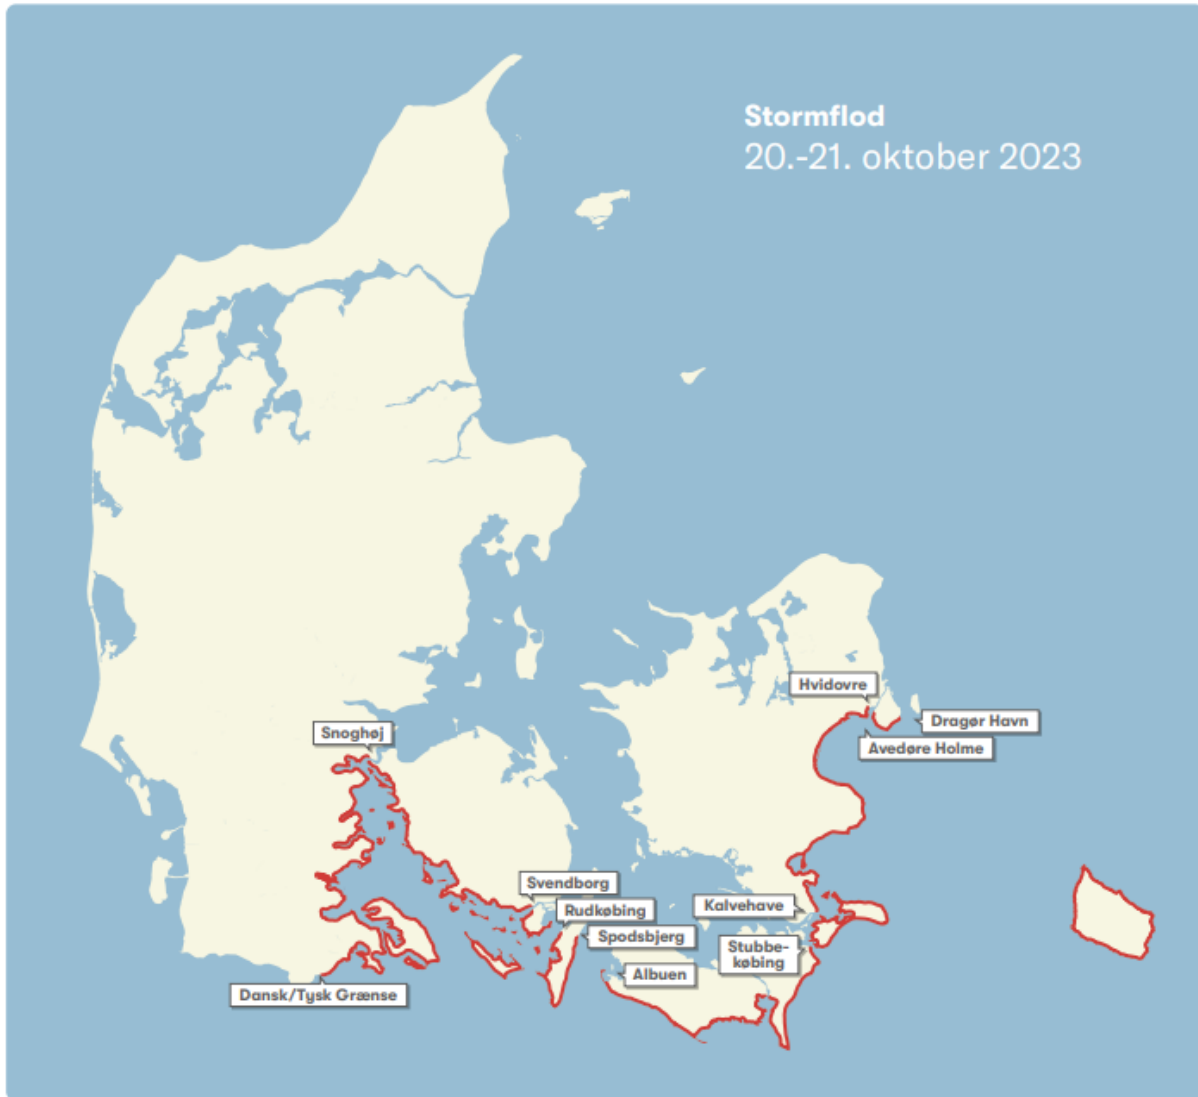 Stormflod
20.-21. oktober 2023
Hvidovre
Dragør Havn
Snoghøj
Avedøre Holme
Svendborg
Kalvehave
Rudkøbing
Spodsbjerg
Stubbe-
købing
Albuen
Dansk/Tysk Grænse